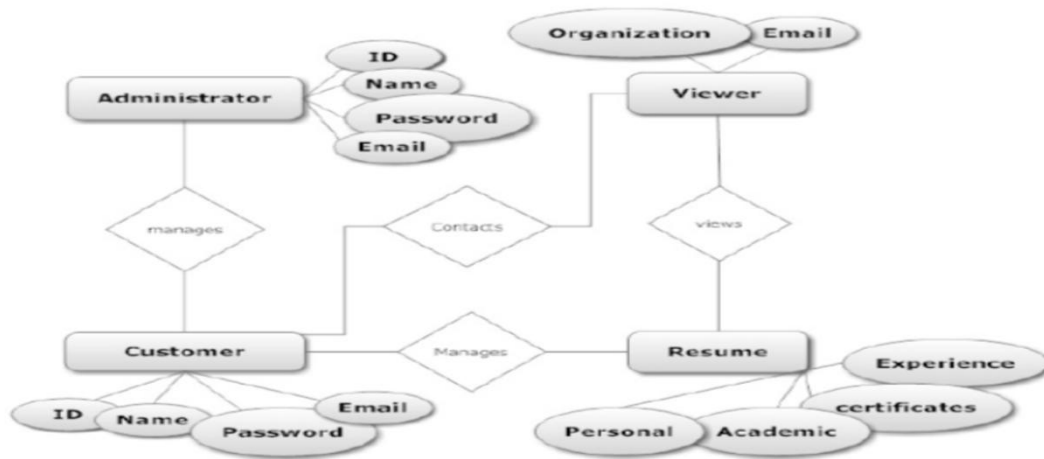 Organization
Email
ID
Name
Administrator
Viewer
Password
Email
manages
Contacts
views
Customer
Manages
Resume
Experience
ID
Name
Email
Password
certificates
Personal
Academic